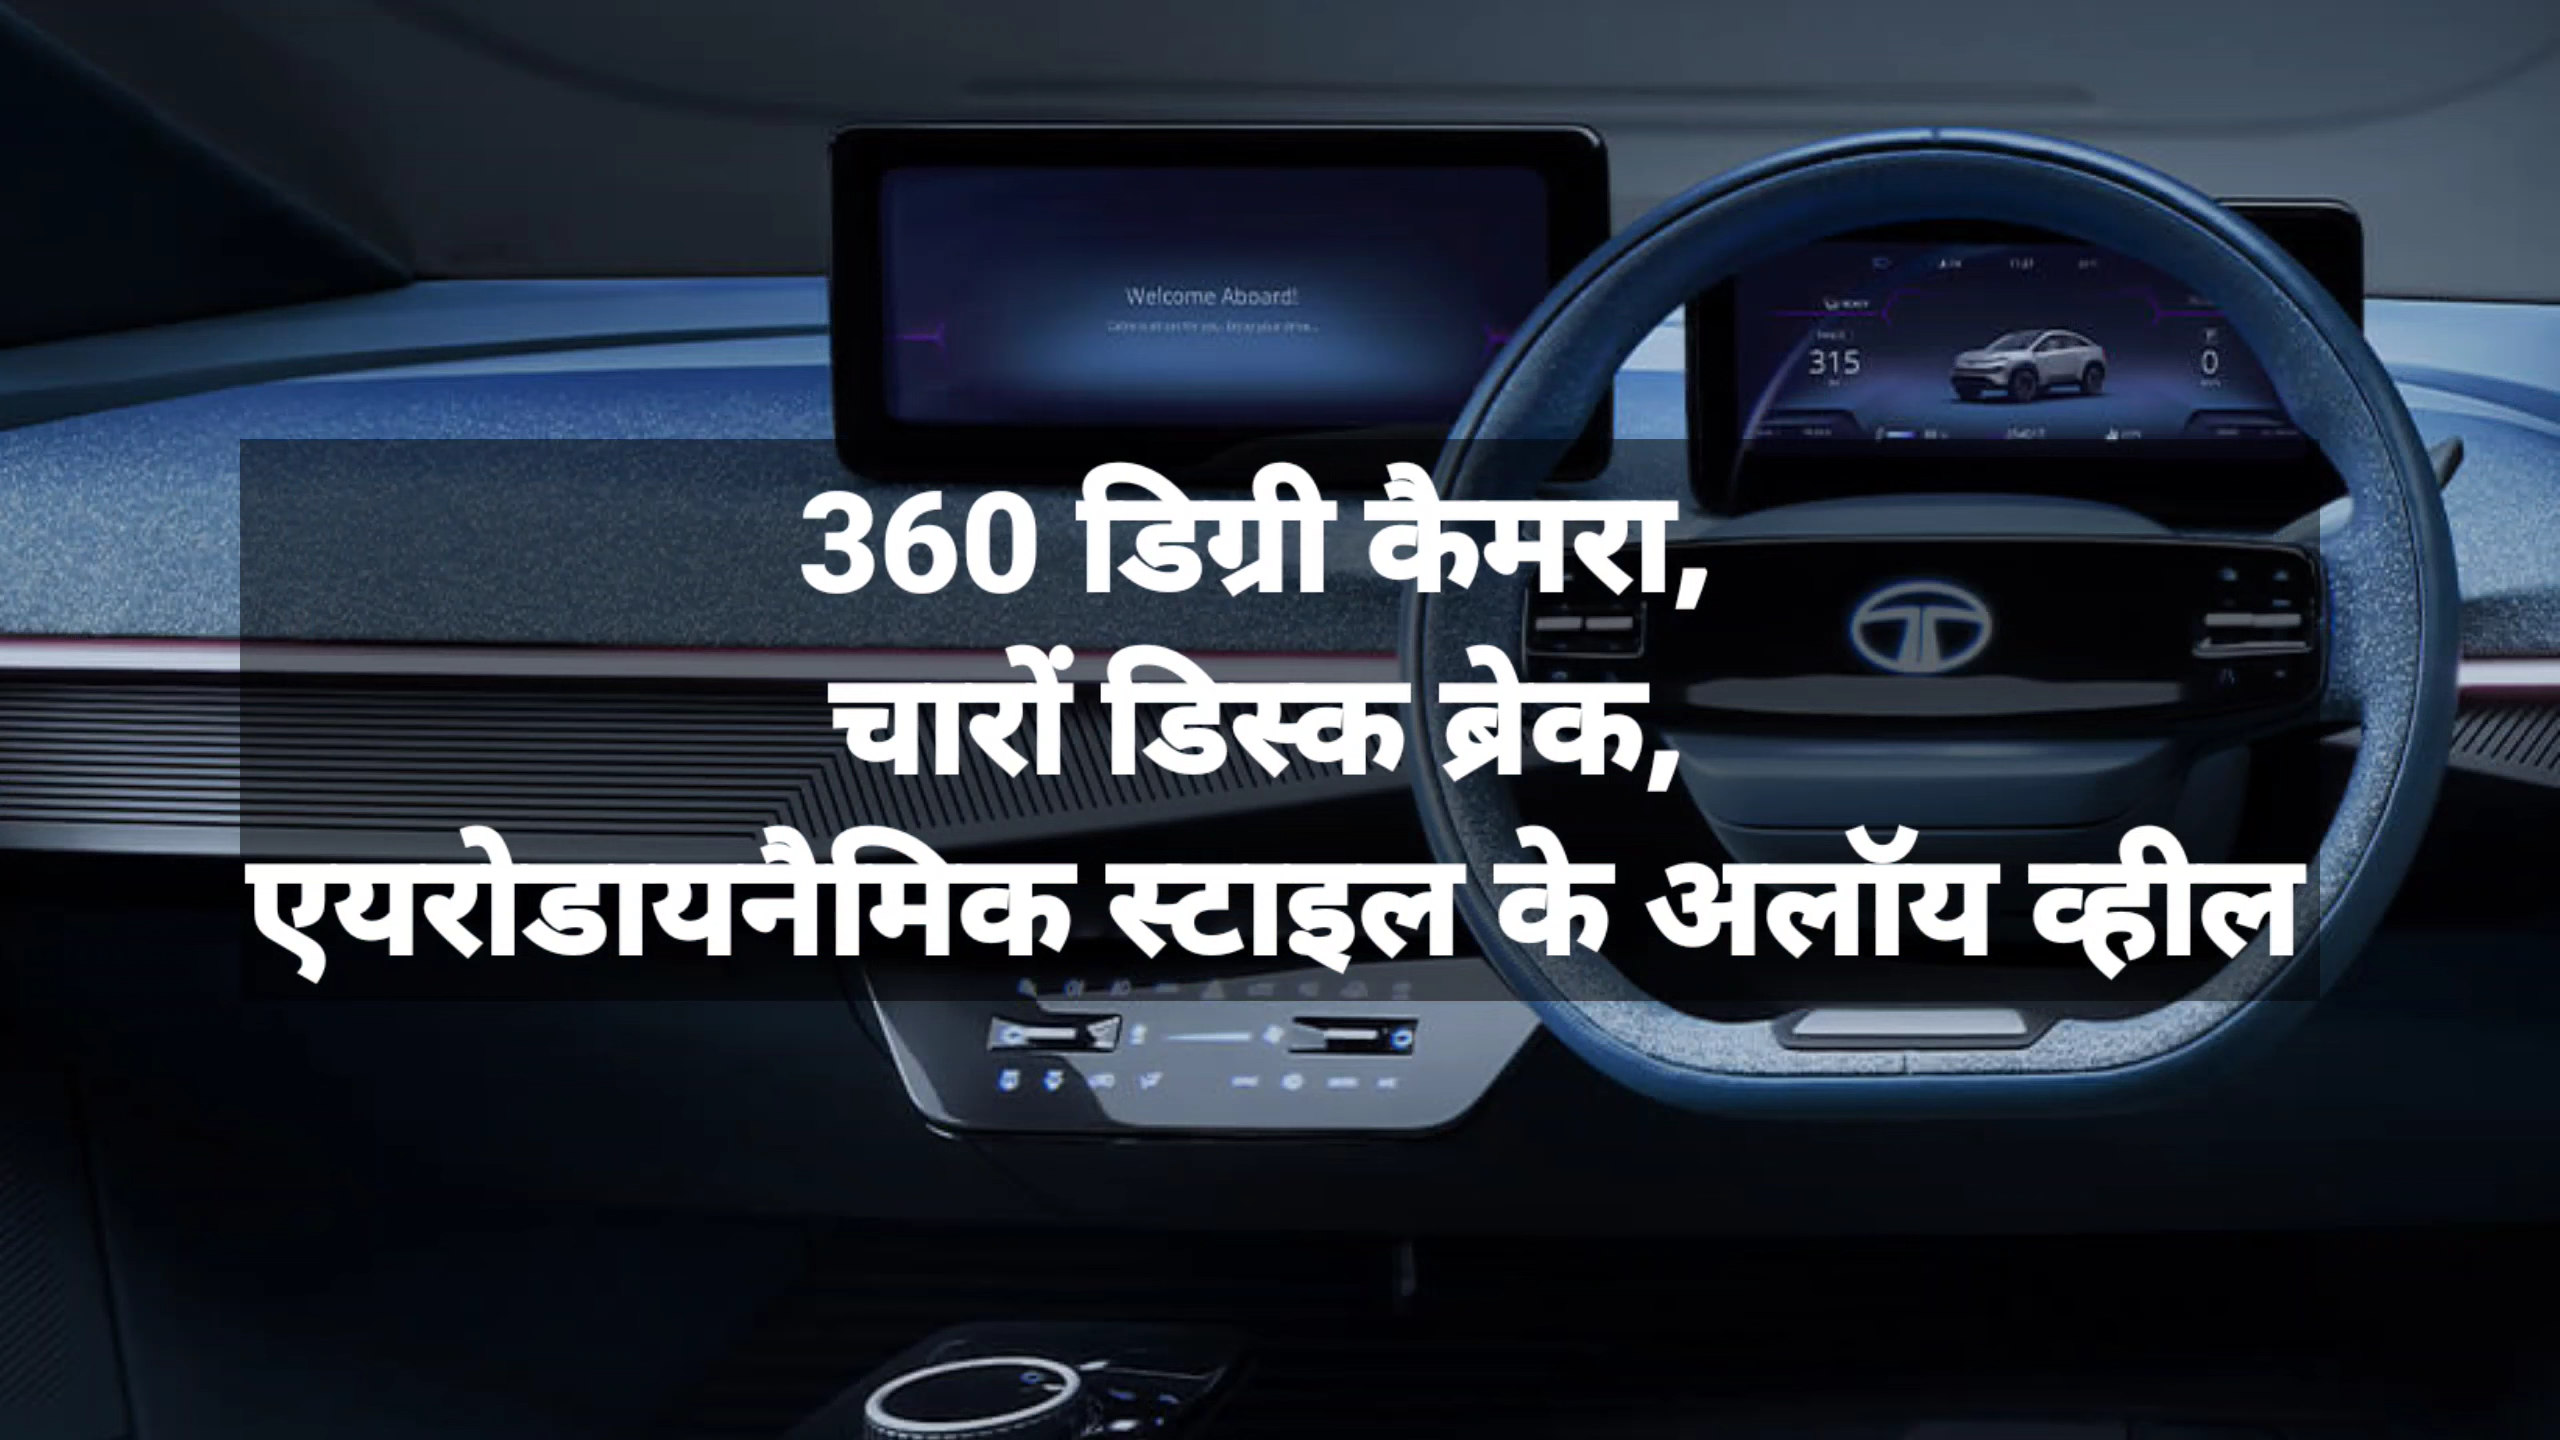 Welcome Aboard!
315
0
360 डिग्री कैमरा,
चारों डिस्क ब्रेक,
एयरोडायनैमिक स्टाइल के अलॉय व्हील